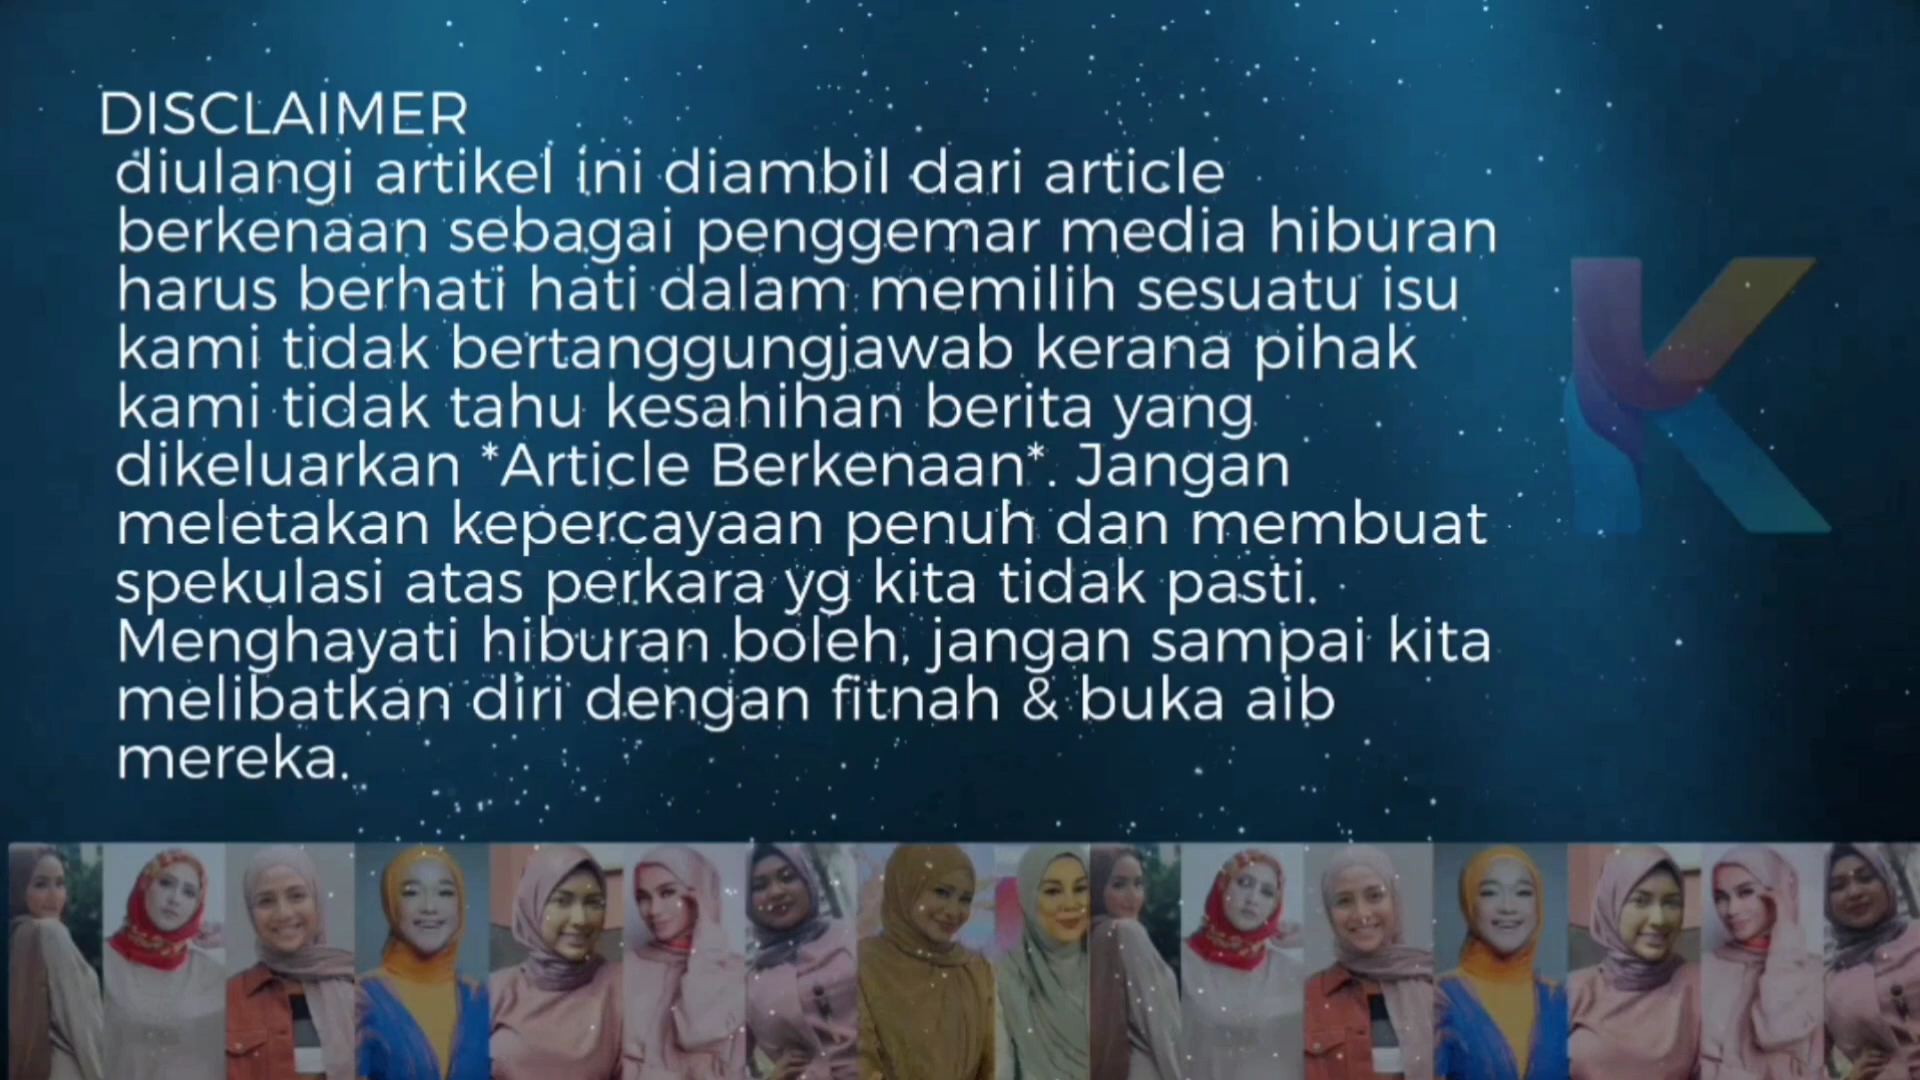 DISCLAIMER
diulangi artikel ini diambil dari article
berkenaan sebagai penggemar media hiburan
harus berhati hati dalam memilih sesuatu isu
kami tidak bertanggungjawab kerana pihak
kami tidak tahu kesahihan berita yang
dikeluarkan *Article Berkenaan*. Jangan
meletakan kepercayaan penuh dan membuat
spekulasi atas perkara yg kita tidak pasti.
Menghayati hiburan boleh, jangan sampai kita
melibatkan diri dengan fitnah & buka aib
mereka.
K